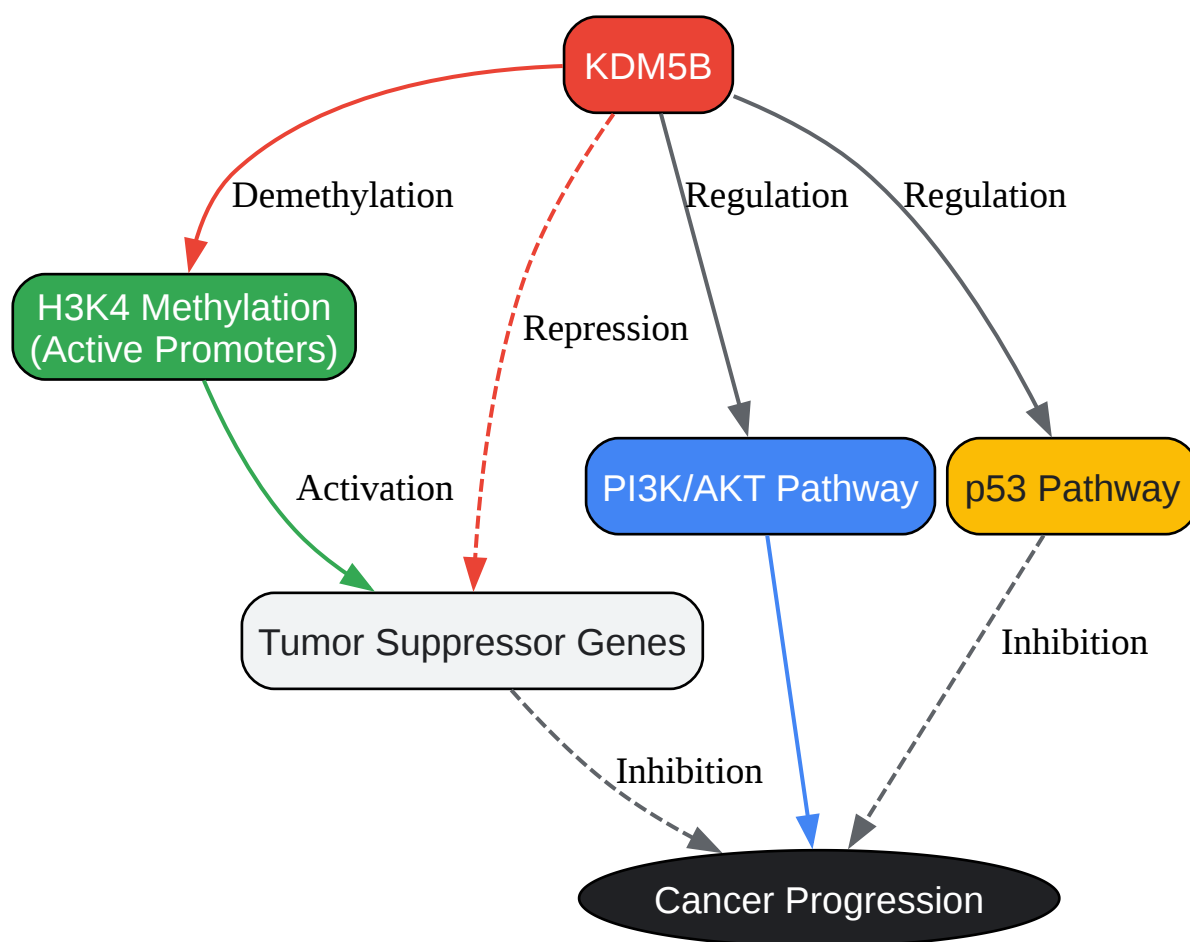 KDM5B
Demethylation
Regulation
Regulation
H3K4 Methylation
(Active Promoters)
Repression
Activation
PI3K/AKT Pathway
p53 Pathway
Tumor Suppressor Genes
Inhibition
Inhibition
Cancer Progression